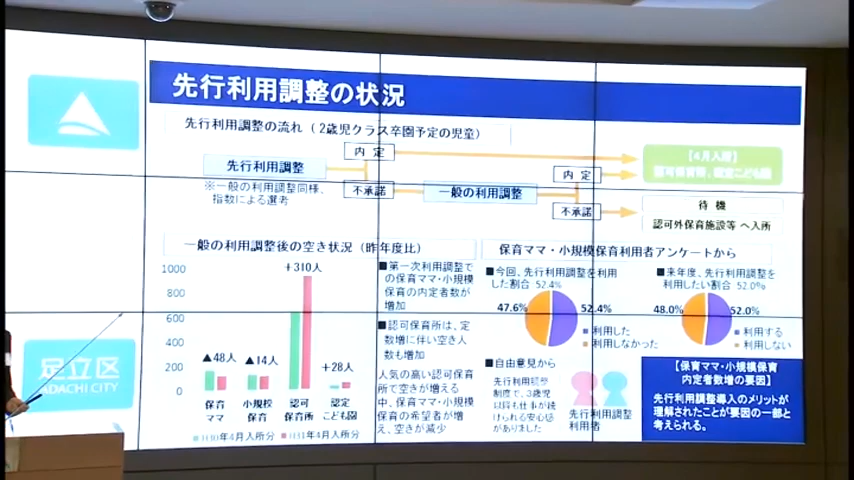 先行利用調整の状況
先行利用調整の流れ(2歳児クラス卒園予定の児童)
内定
先行利用調整
不承諾
※一般の利用調整同様、
指数による選考
一般の利用調整
内定
不承諾
【4月入所】
待機
認可外保育施設等へ入所
一般の利用調整後の空き状況(昨年度比)
1000
800
600
400
200
0
▲48人
▲14人
+310人
+28人
保育
ママ
小規模
保育
認可
保育所
認定
こども園
H30年4月入所分
H31年4月入所分
■第一次利用調整で
の保育ママ・小規模
保育の内定者数が
増加
■認可保育所は、定
数増に伴い空き人
数も増加
人気の高い認可保育
所で空きが増える
中、保育ママ・小規模
保育の希望者が増
え、空きが減少
保育ママ・小規模保育利用者アンケートから
■今回、先行利用調整を利用
した割合 52.4%
47.6%
52.4%
■利用した
■利用しなかった
■来年度、先行利用調整を
利用したい割合 52.0%
48.0%
52.0%
■利用する
■利用しない
■自由意見から
先行利用調整
制度で、3歳児
以降も仕事が続
けられる安心感
がありました
先行利用調整
利用者
【保育ママ・小規模保育
内定者数増の要因】
先行利用調整導入のメリットが
理解されたことが要因の一部と
考えられる。
足立区
ADACHI CITY